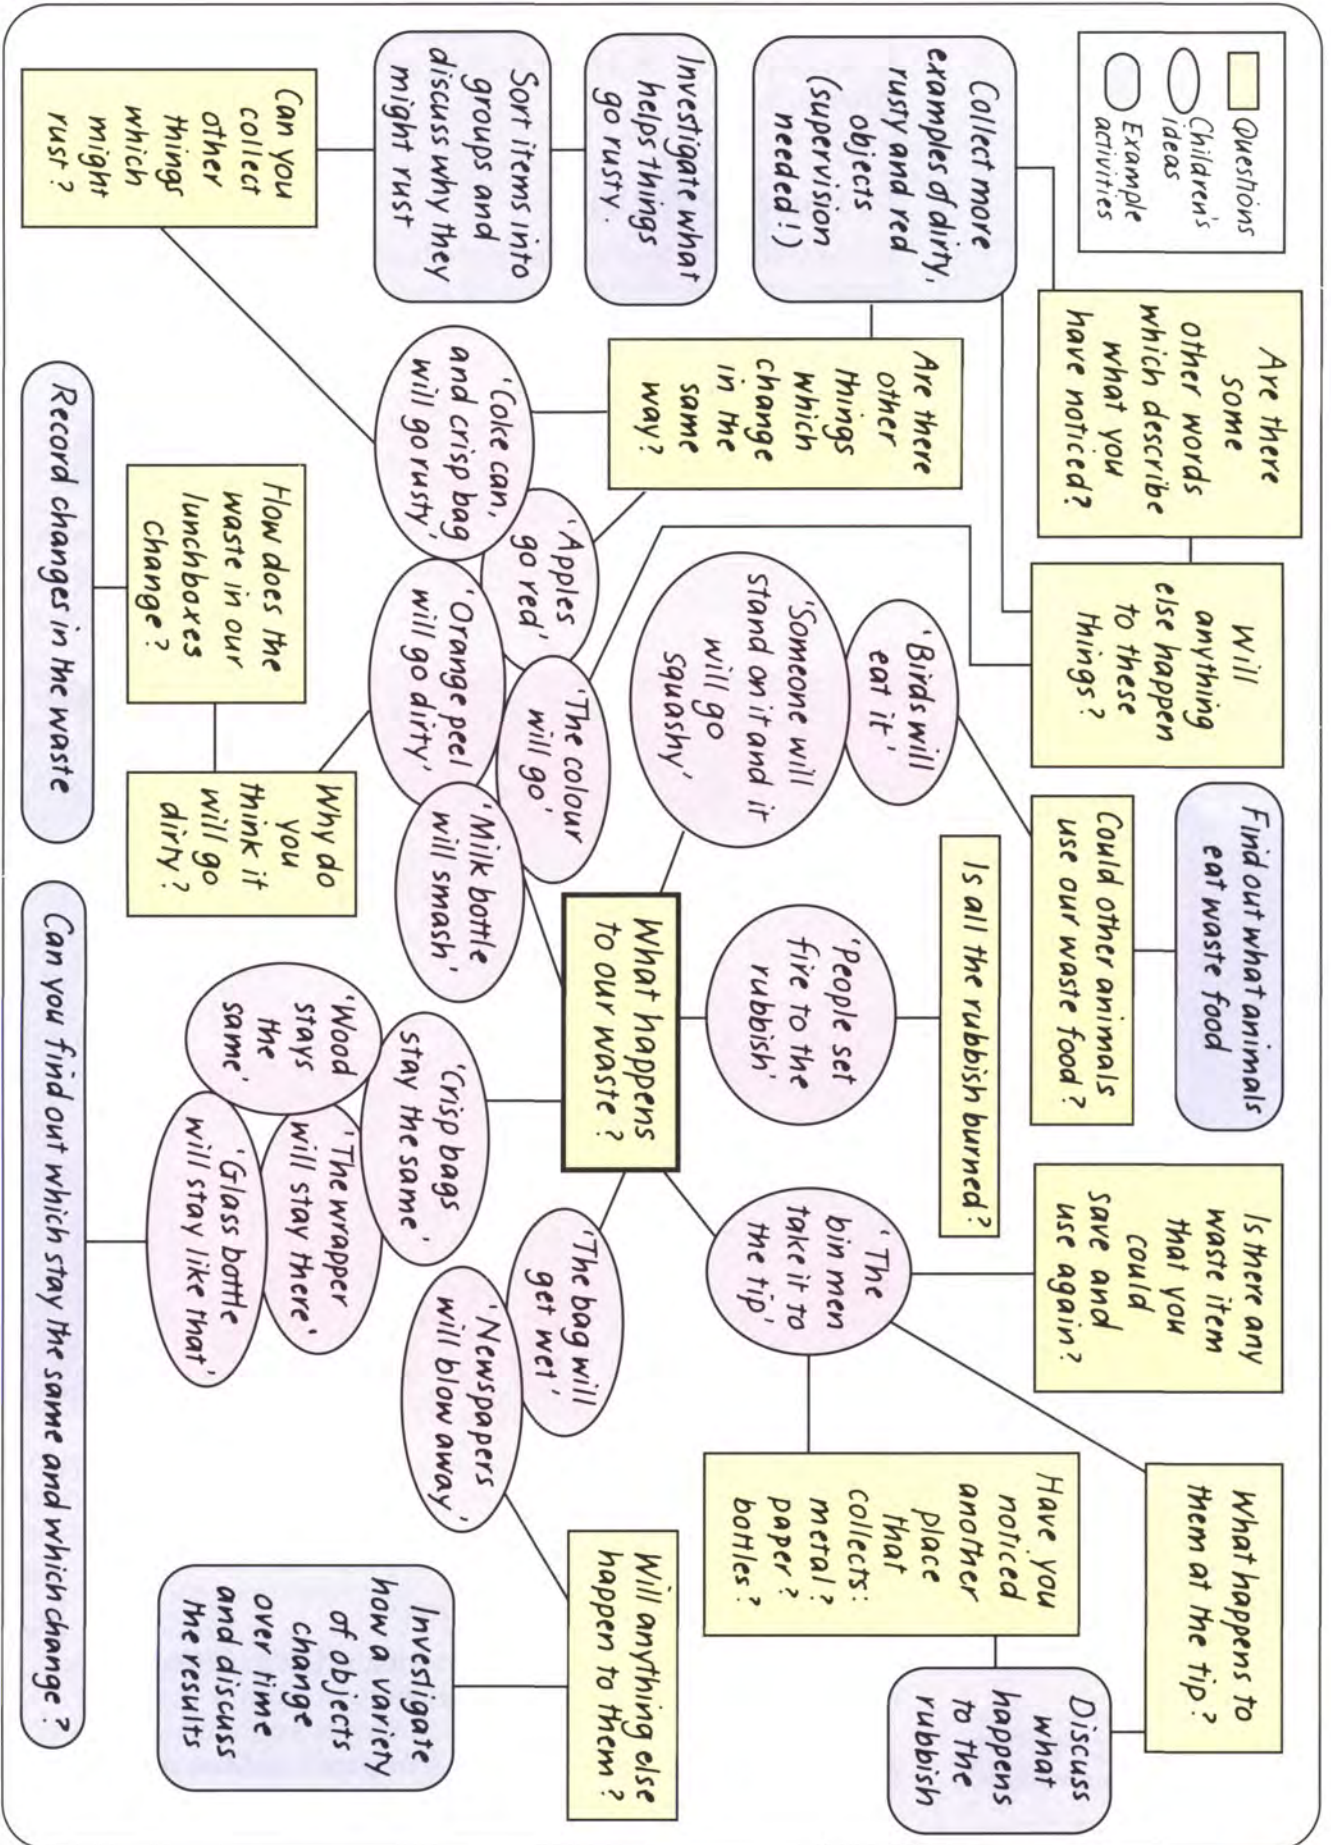 Questions
Children's
ideas
Example
activities
Are there
some
other words
which describe
what you
have noticed?
Will
anything
else happen
to these
things?
Find out what animals
eat waste food
Could other animals
use our waste food?
Is there any
waste item
that you
could
save and
use again?
What happens to
them at the tip?
Collect more
examples of dirty,
rusty and red
objects
(supervision
needed!)
Are there
other
things
which
change
in the
same
way?
'Birds will
eat it'
'Someone will
stand on it and it
will go
squashy'
Is all the rubbish burned?
'People set
fire to the
rubbish'
'The
bin men
take it to
the tip'
Have you
noticed
another
place
that
collects:
metal?
paper?
bottles?
Discuss
what
happens
to the
rubbish
Investigate what
helps things
go rusty.
Sort items into
groups and
discuss why they
might rust
Can you
collect
other
things
which
might
rust?
'Coke can,
and crisp bag
will go rusty'
'Apples
go red'
'The colour
will go'
'Orange peel
will go dirty'
'Milk bottle
will smash'
What happens
to our waste?
'The bag will
get wet'
'Newspapers
will blow away'
Will anything else
happen to them?
Investigate
how a variety
of objects
change
over time
and discuss
the results
'Crisp bags
stay the same'
'Wood
stays
the
same'
'The wrapper
will stay there'
'Glass bottle
will stay like that'
How does the
waste in our
lunchboxes
change?
Why do
you
think it
will go
dirty?
Record changes in the waste
Can you find out which stay the same and which change?